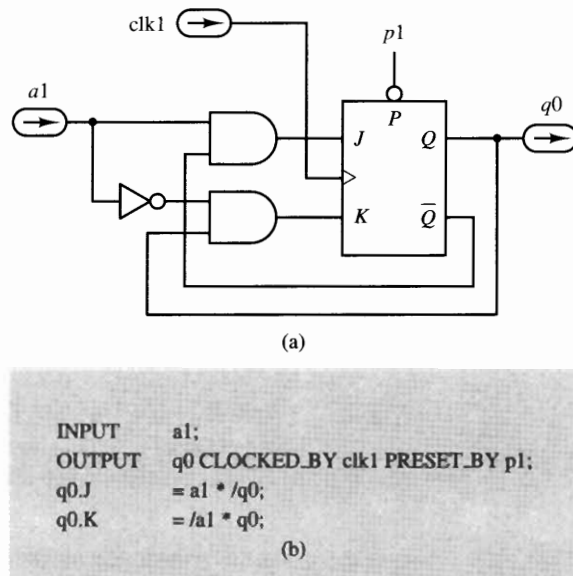 clk1
p1
a1
q0
P
J
Q
K
Q̅
(a)
INPUT a1;
OUTPUT q0 CLOCKED_BY clk1 PRESET_BY p1;
q0.J = a1 * /q0;
q0.K = /a1 * q0;
(b)